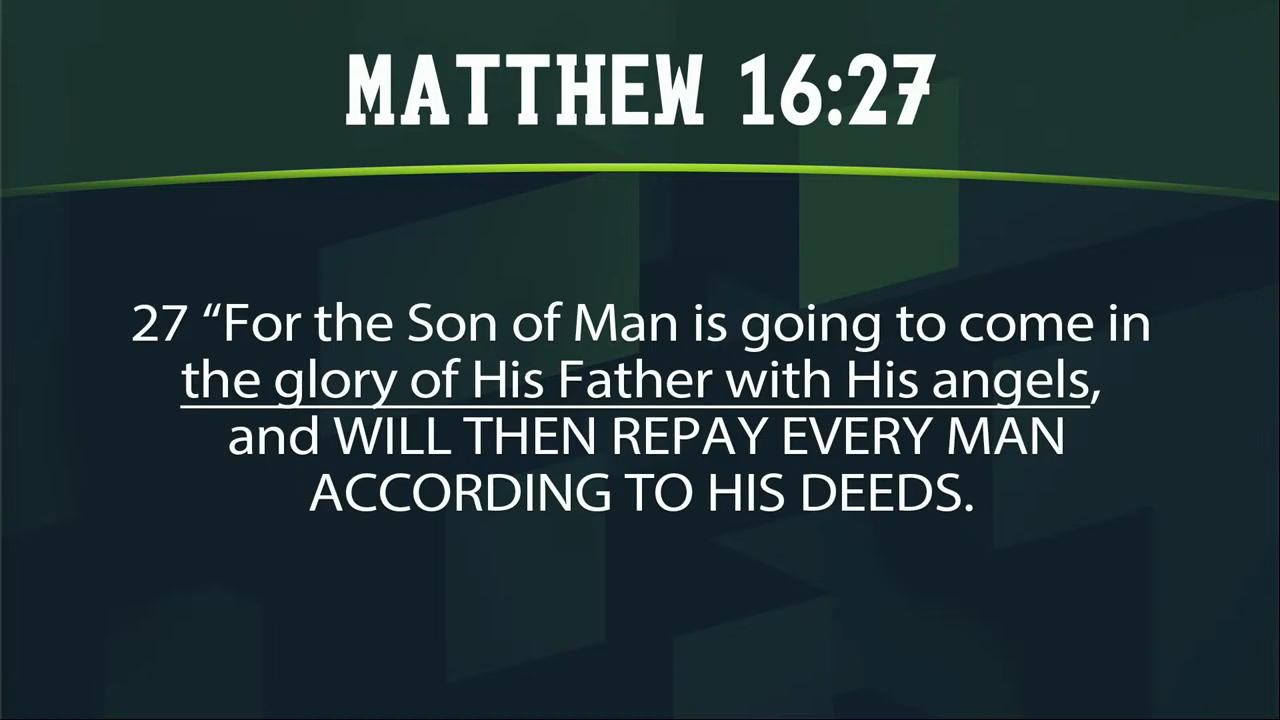 MATTHEW 16:27
27 “For the Son of Man is going to come in
the glory of His Father with His angels,
and WILL THEN REPAY EVERY MAN
ACCORDING TO HIS DEEDS.